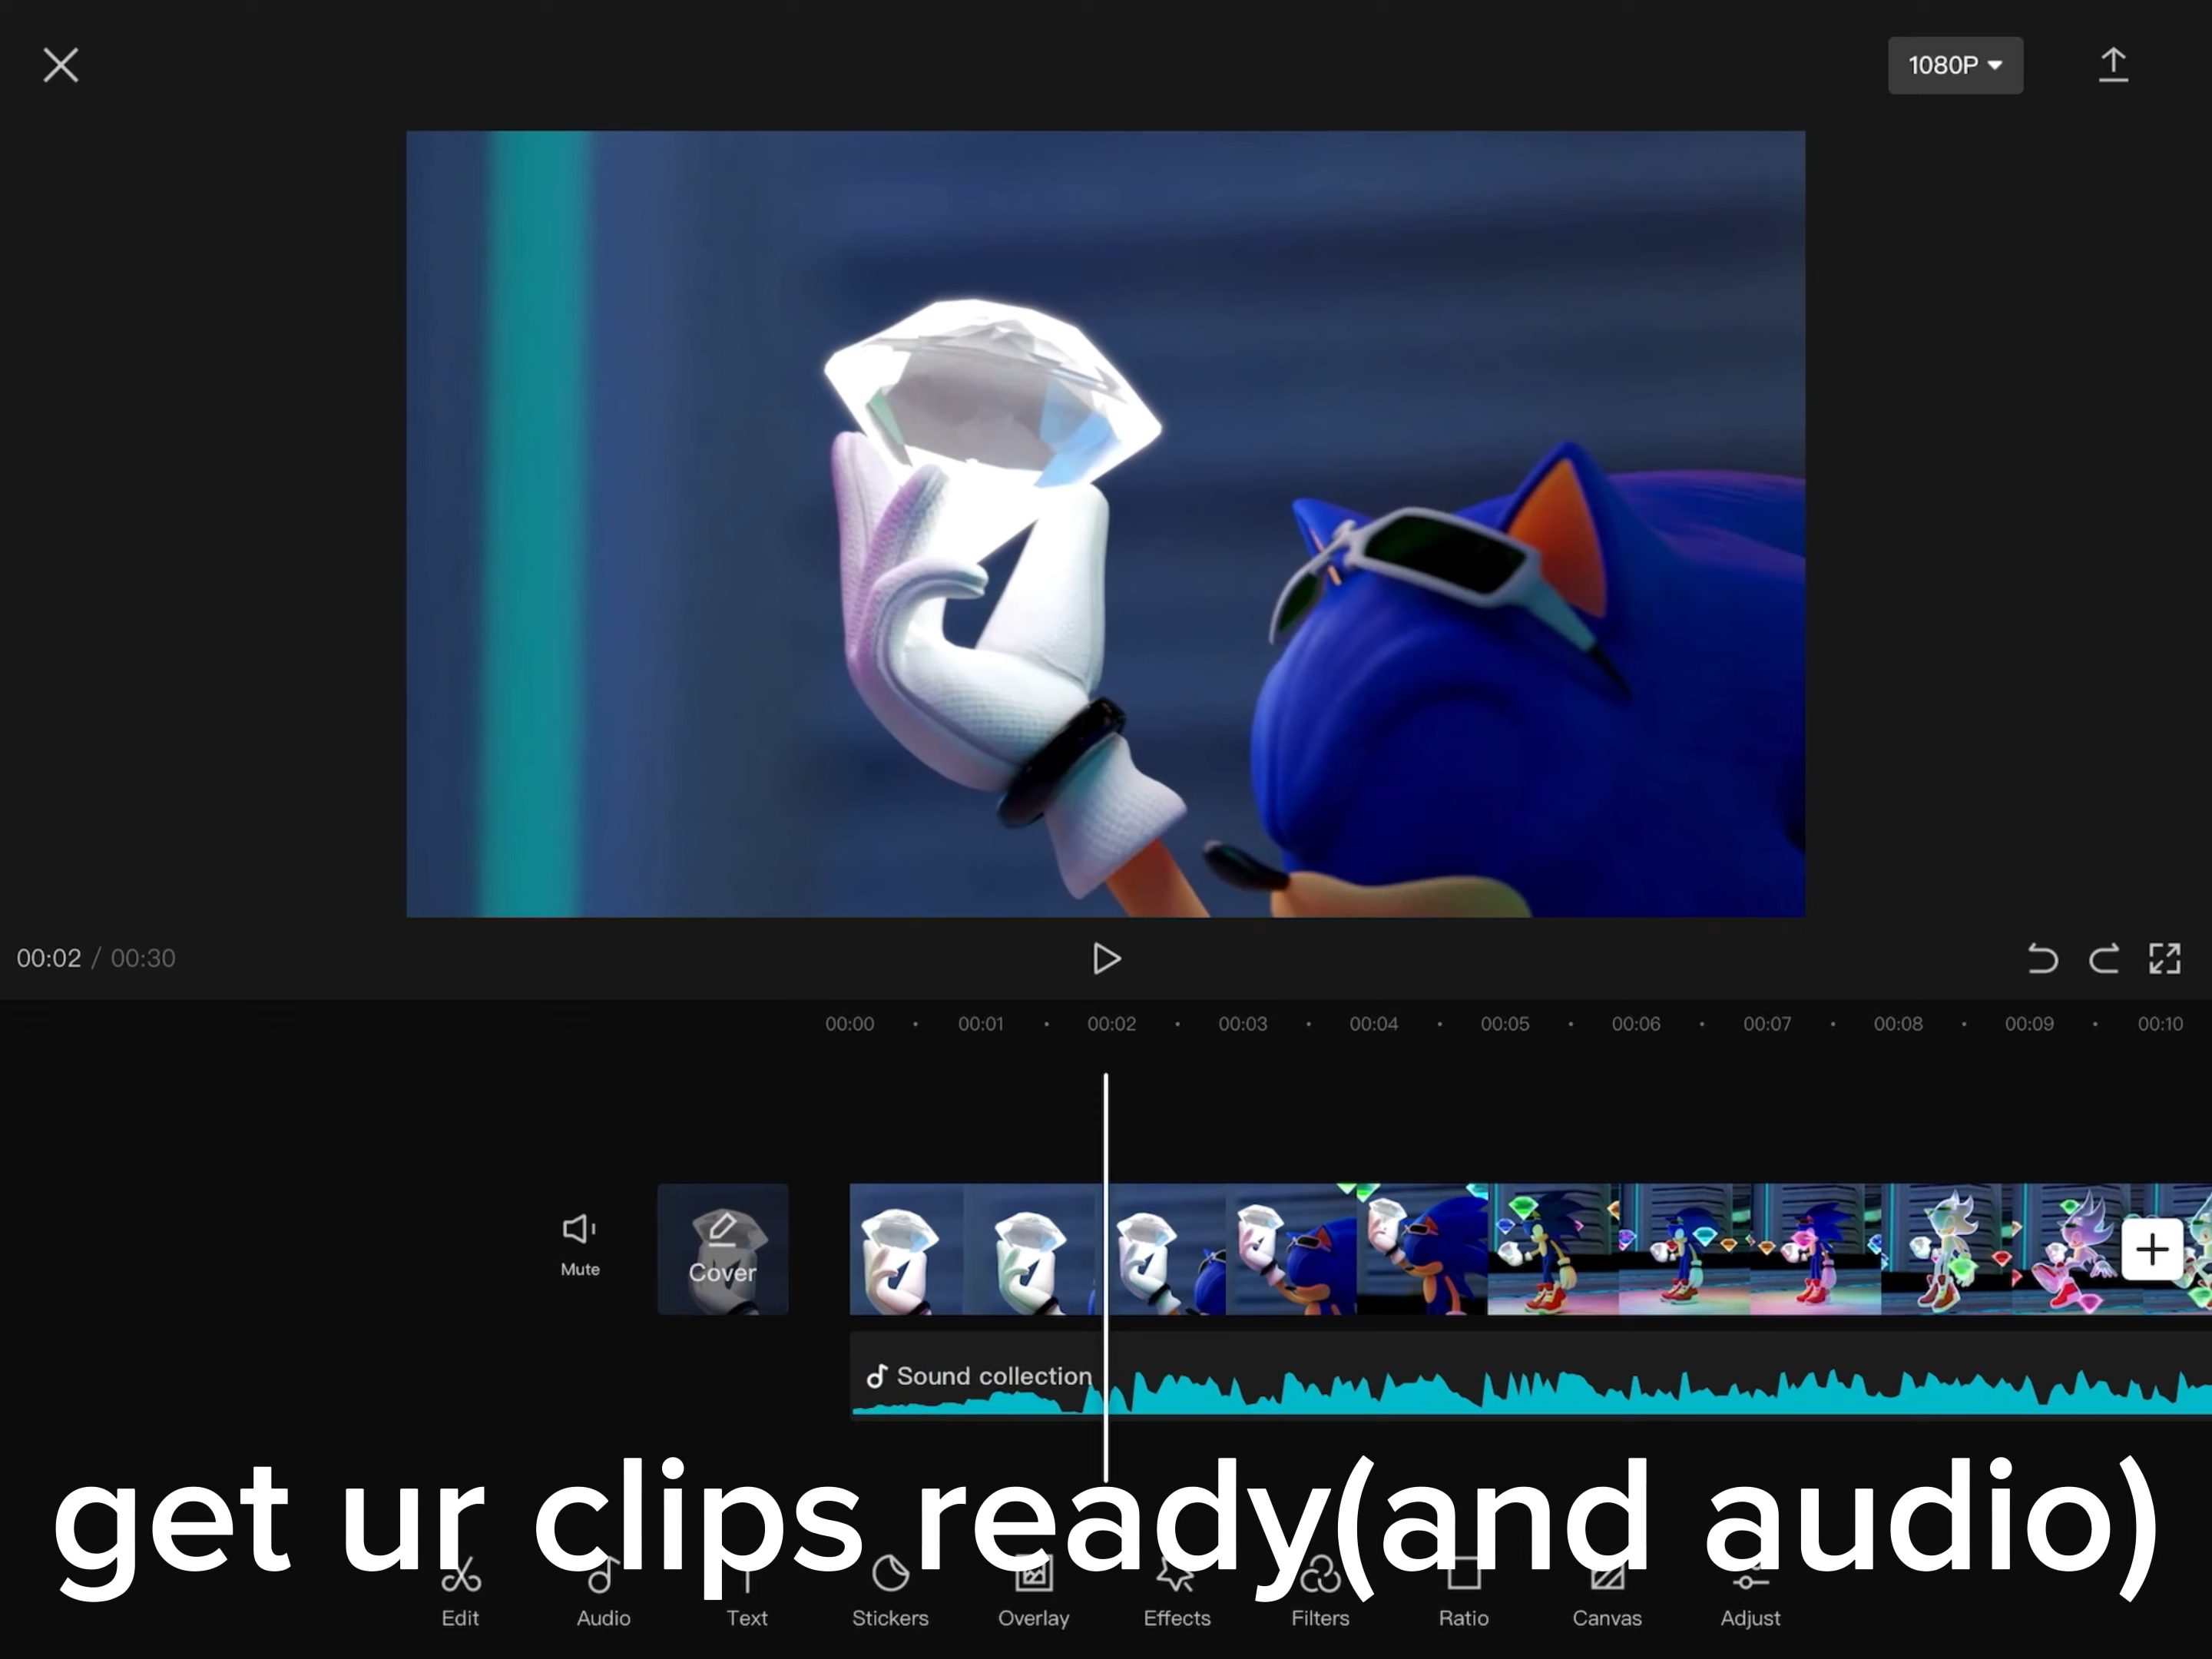 1080P
00:02 / 00:30
00:00 00:01 00:02 00:03 00:04 00:05 00:06 00:07 00:08 00:09 00:10
Mute
Cover
Sound collection
get ur clips ready(and audio)
Edit Audio Text Stickers Overlay Effects Filters Ratio Canvas Adjust